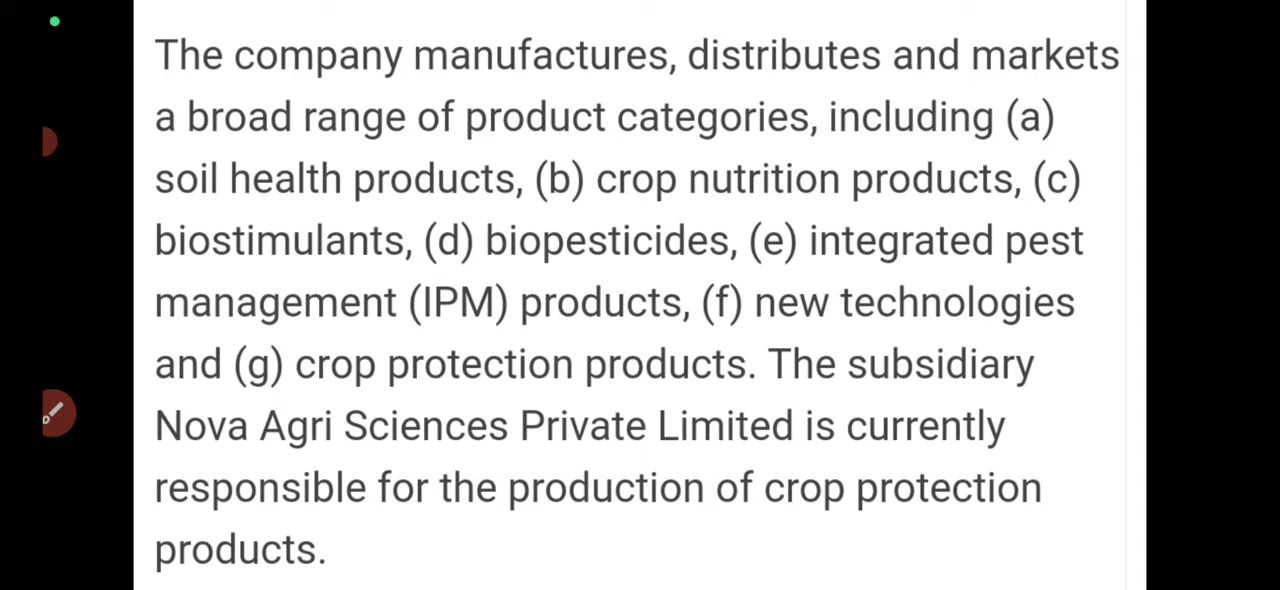 The company manufactures, distributes and markets
a broad range of product categories, including (a)
soil health products, (b) crop nutrition products, (c)
biostimulants, (d) biopesticides, (e) integrated pest
management (IPM) products, (f) new technologies
and (g) crop protection products. The subsidiary
Nova Agri Sciences Private Limited is currently
responsible for the production of crop protection
products.